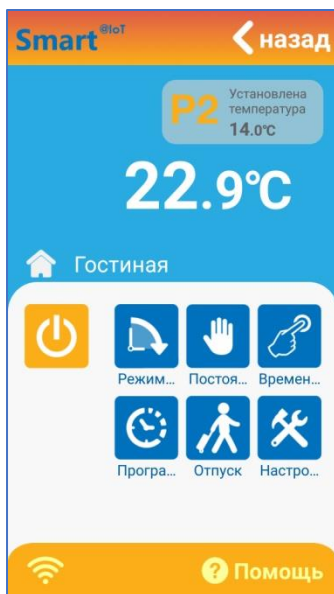 Smart@IoT
назад
P2
Установлена
температура
14.0℃
22.9℃
Гостиная
Режим... Постоя... Времен...
Програ... Отпуск Настро...
? Помощь